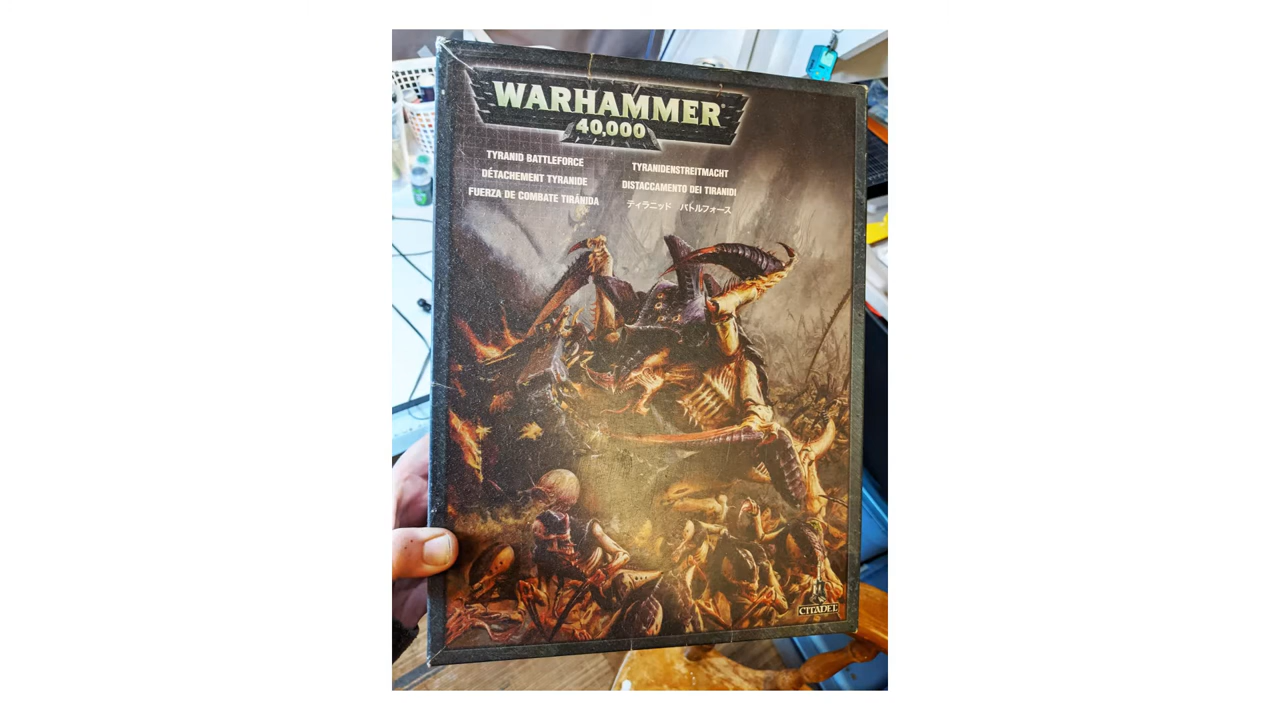 WARHAMMER
40,000
TYRANID BATTLEFORCE
DÉTACHEMENT TYRANIDE
FUERZA DE COMBATE TIRÁNIDA
TYRANIDENSTREITMACHT
DISTACCAMENTO DEI TIRANIDI
ティラニッド バトルフォース
CITADEL